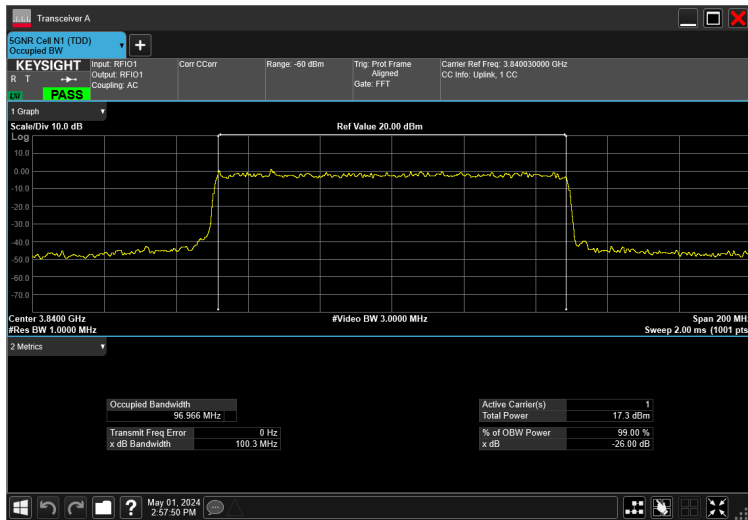 Transceiver A
5GNR Cell N1 (TDD)
Occupied BW
KEYSIGHT
R T
LXI
PASS
Input: RFIO1
Output: RFIO1
Coupling: AC
Corr CCorr
Range: -60 dBm
Trig: Prot Frame
Aligned
Gate: FFT
Carrier Ref Freq: 3.840030000 GHz
CC Info: Uplink, 1 CC
1 Graph
Scale/Div 10.0 dB
Ref Value 20.00 dBm
Log
10.0
0.00
-10.0
-20.0
-30.0
-40.0
-50.0
-60.0
-70.0
Center 3.8400 GHz
#Video BW 3.0000 MHz
Span 200 MHz
#Res BW 1.0000 MHz
Sweep 2.00 ms (1001 pts
2 Metrics
Occupied Bandwidth
96.966 MHz
Transmit Freq Error 0 Hz
x dB Bandwidth 100.3 MHz
Active Carrier(s) 1
Total Power 17.3 dBm
% of OBW Power 99.00 %
x dB -26.00 dB
?
May 01, 2024
2:57:50 PM